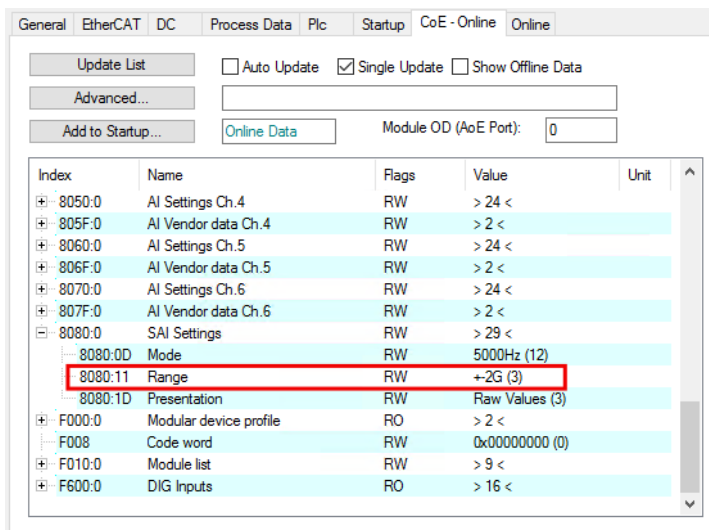 General EtherCAT DC Process Data Plc Startup CoE - Online Online
Update List Auto Update Single Update Show Offline Data
Advanced...
Add to Startup... Online Data Module OD (AoE Port): 0
Index Name Flags Value Unit
8050:0 AI Settings Ch.4 RW > 24 <
805F:0 AI Vendor data Ch.4 RW > 2 <
8060:0 AI Settings Ch.5 RW > 24 <
806F:0 AI Vendor data Ch.5 RW > 2 <
8070:0 AI Settings Ch.6 RW > 24 <
807F:0 AI Vendor data Ch.6 RW > 2 <
8080:0 SAI Settings RW > 29 <
8080:0D Mode RW 5000Hz (12)
8080:11 Range RW +-2G (3)
8080:1D Presentation RW Raw Values (3)
F000:0 Modular device profile RO > 2 <
F008 Code word RW 0x00000000 (0)
F010:0 Module list RW > 9 <
F600:0 DIG Inputs RO > 16 <